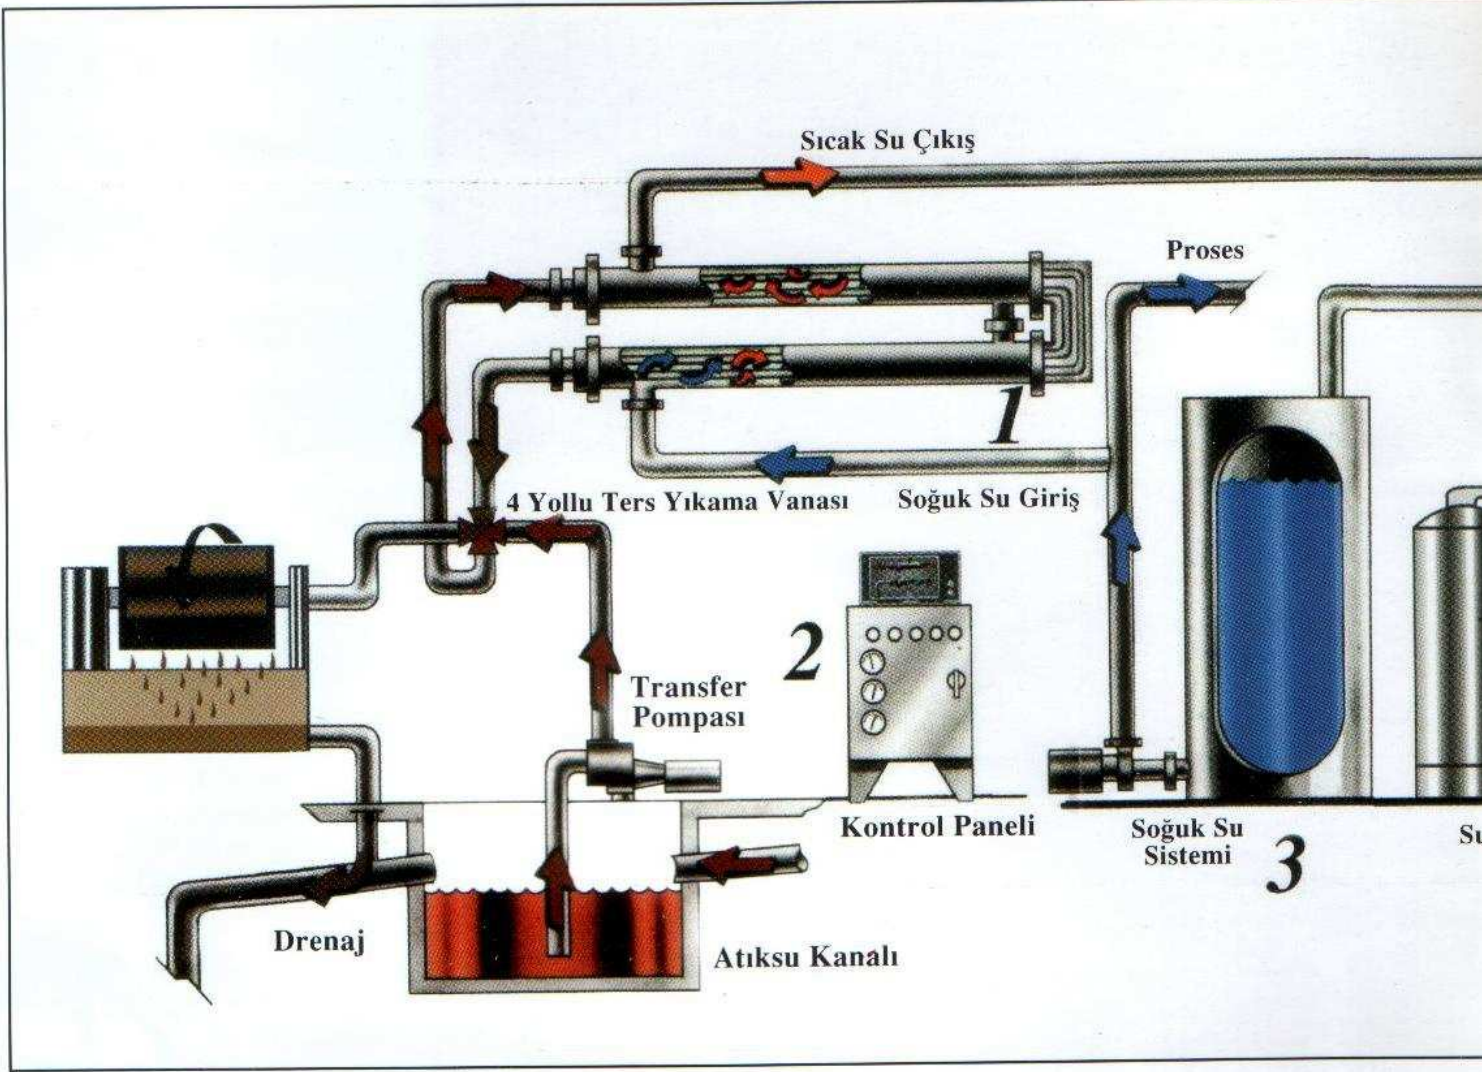 Sıcak Su Çıkış
Proses
1
4 Yollu Ters Yıkama Vanası
Soğuk Su Giriş
2
Transfer
Pompası
Kontrol Paneli
Soğuk Su
Sistemi
3
Su
Drenaj
Atıksu Kanalı